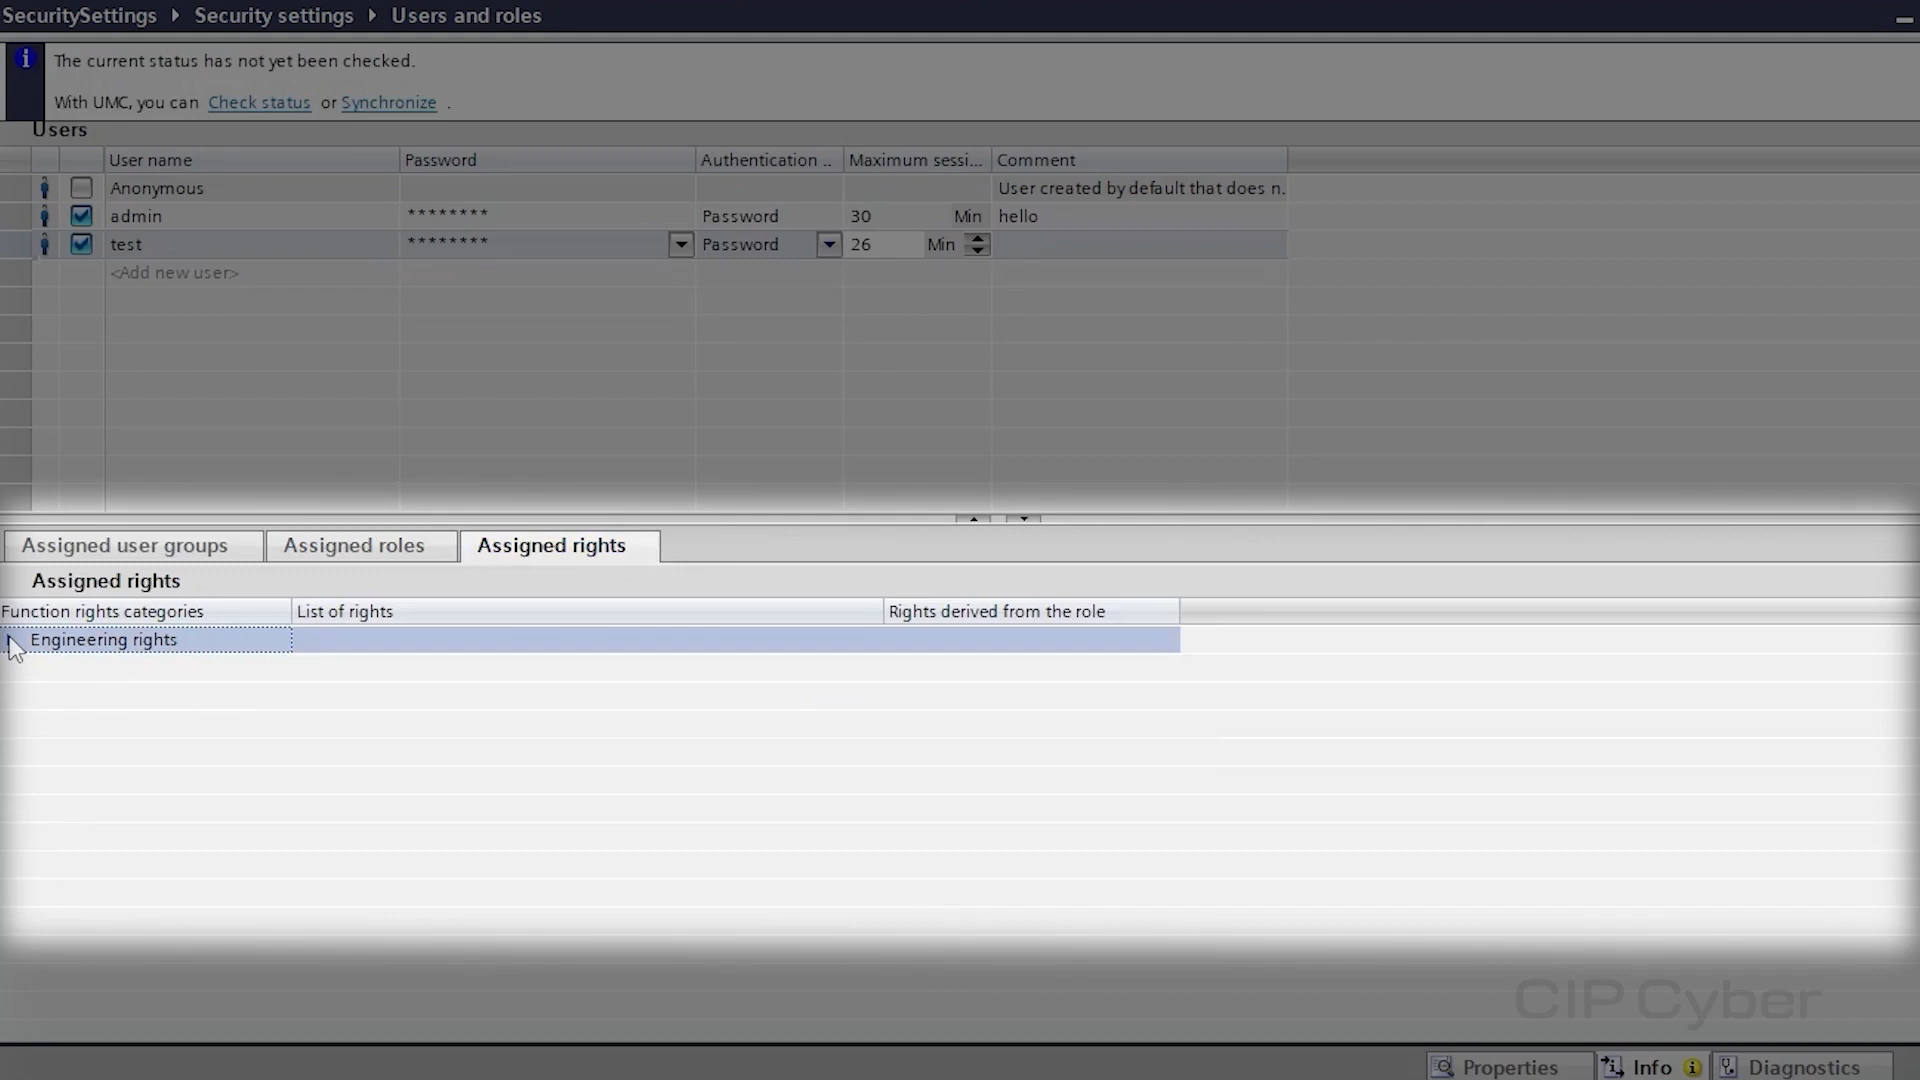 SecuritySettings Security settings Users and roles
The current status has not yet been checked.
With UMC, you can Check status or Synchronize .
Users
User name Password Authentication .. Maximum sessi... Comment
Anonymous User created by default that does n.
admin ******** Password 30 Min hello
test ******** Password 26 Min
<Add new user>
Assigned user groups Assigned roles Assigned rights
Assigned rights
Function rights categories List of rights Rights derived from the role
Engineering rights
CIP Cyber
Properties Info Diagnostics